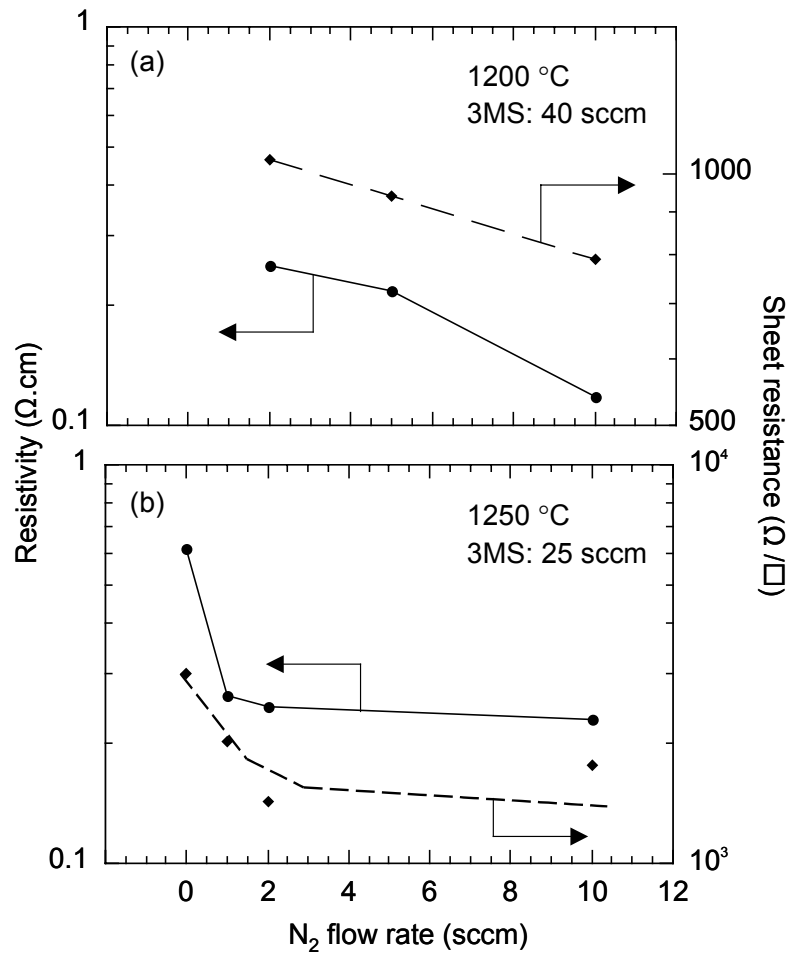 1
(a)
1200 °C
3MS: 40 sccm
1000
0.1
500
Resistivity (Ω.cm)
Sheet resistance (Ω /□)
1
10⁴
(b)
1250 °C
3MS: 25 sccm
0.1
10³
0 2 4 6 8 10 12
N₂ flow rate (sccm)